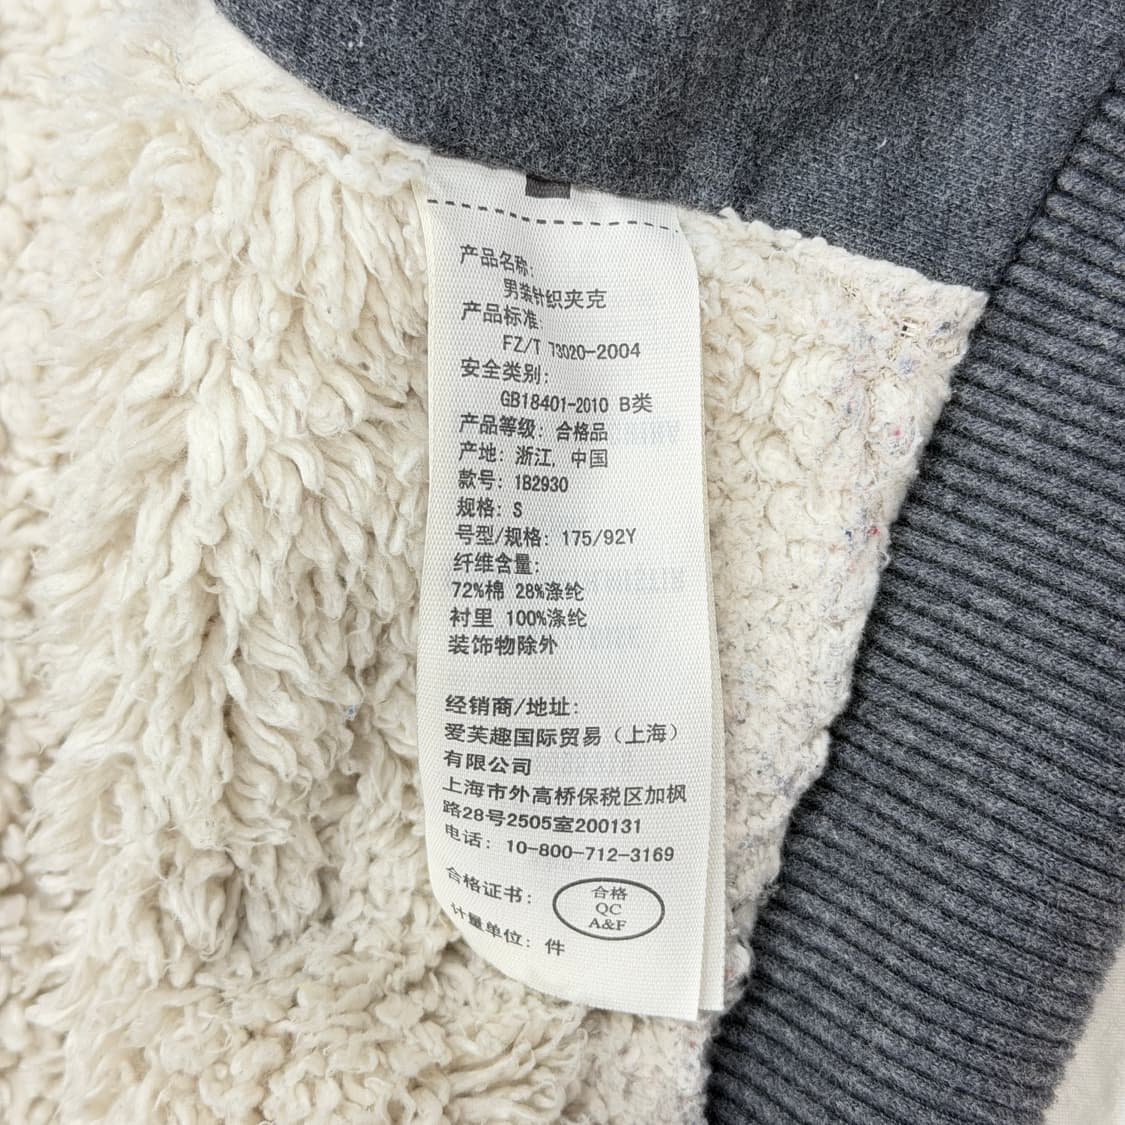 产品名称:
男装针织夹克
产品标准:
FZ/T 73020-2004
安全类别:
GB18401-2010 B类
产品等级: 合格品
产地: 浙江, 中国
款号: 1B2930
规格: S
号型/规格: 175/92Y
纤维含量:
72%棉 28%涤纶
衬里 100%涤纶
装饰物除外
经销商/地址:
爱芙趣国际贸易（上海）
有限公司
上海市外高桥保税区加枫
路28号2505室200131
电话: 10-800-712-3169
合格证书:
合格
QC
A&F
计量单位: 件